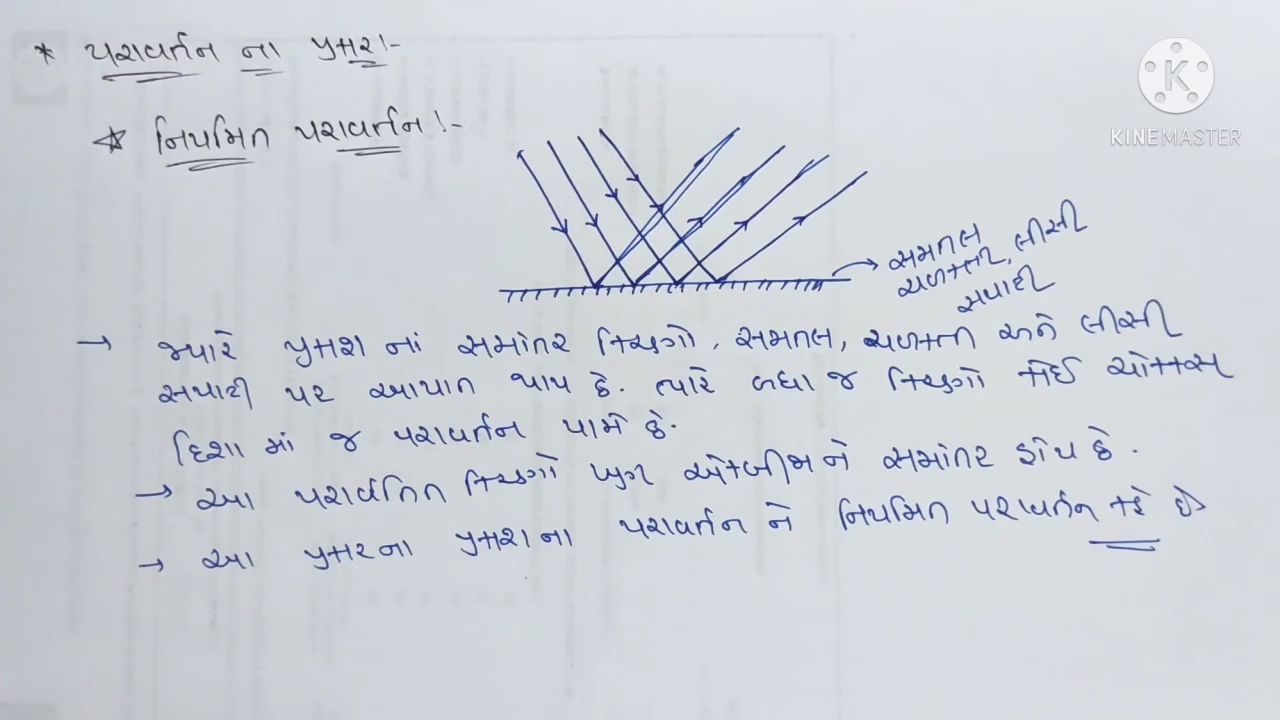 * પરાવર્તન ના પ્રકાર :-
* નિયમિત પરાવર્તન :-
સમતલ
ચળકતી, લીસી
સપાટી
→ જ્યારે પ્રકાશ નાં સમાંતર કિરણો, સમતલ, ચળકતી અને લીસી
સપાટી પર આપાત થાય છે. ત્યારે બધા જ કિરણો કોઈ ચોક્કસ
દિશા માં જ પરાવર્તન પામે છે.
→ આ પરાવર્તિત કિરણો પણ એકબીજા ને સમાંતર હોય છે.
→ આ પ્રકારના પ્રકાશના પરાવર્તન ને નિયમિત પરાવર્તન કહે છે
KINEMASTER